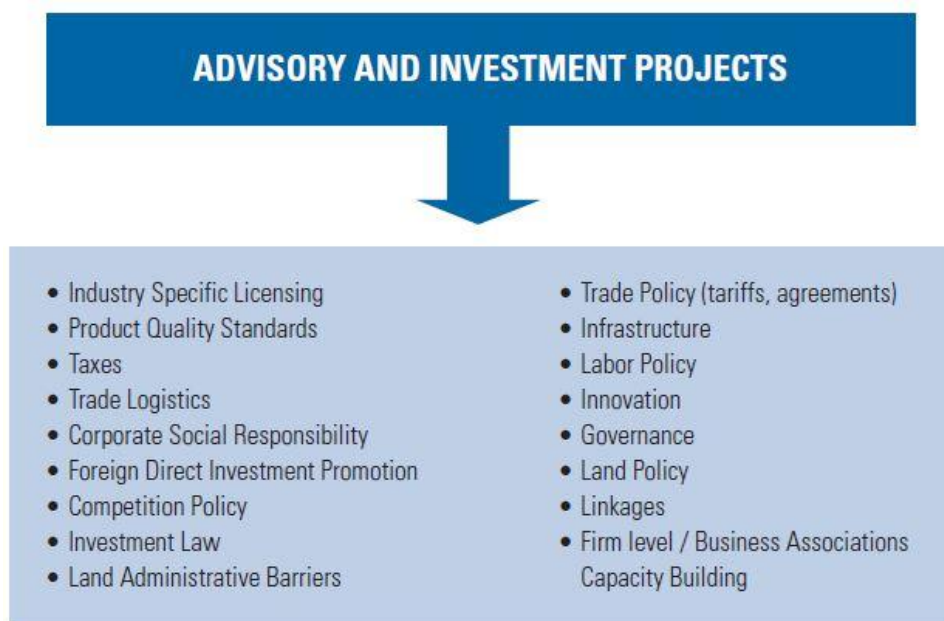 ADVISORY AND INVESTMENT PROJECTS
• Industry Specific Licensing
• Product Quality Standards
• Taxes
• Trade Logistics
• Corporate Social Responsibility
• Foreign Direct Investment Promotion
• Competition Policy
• Investment Law
• Land Administrative Barriers
• Trade Policy (tariffs, agreements)
• Infrastructure
• Labor Policy
• Innovation
• Governance
• Land Policy
• Linkages
• Firm level / Business Associations
Capacity Building